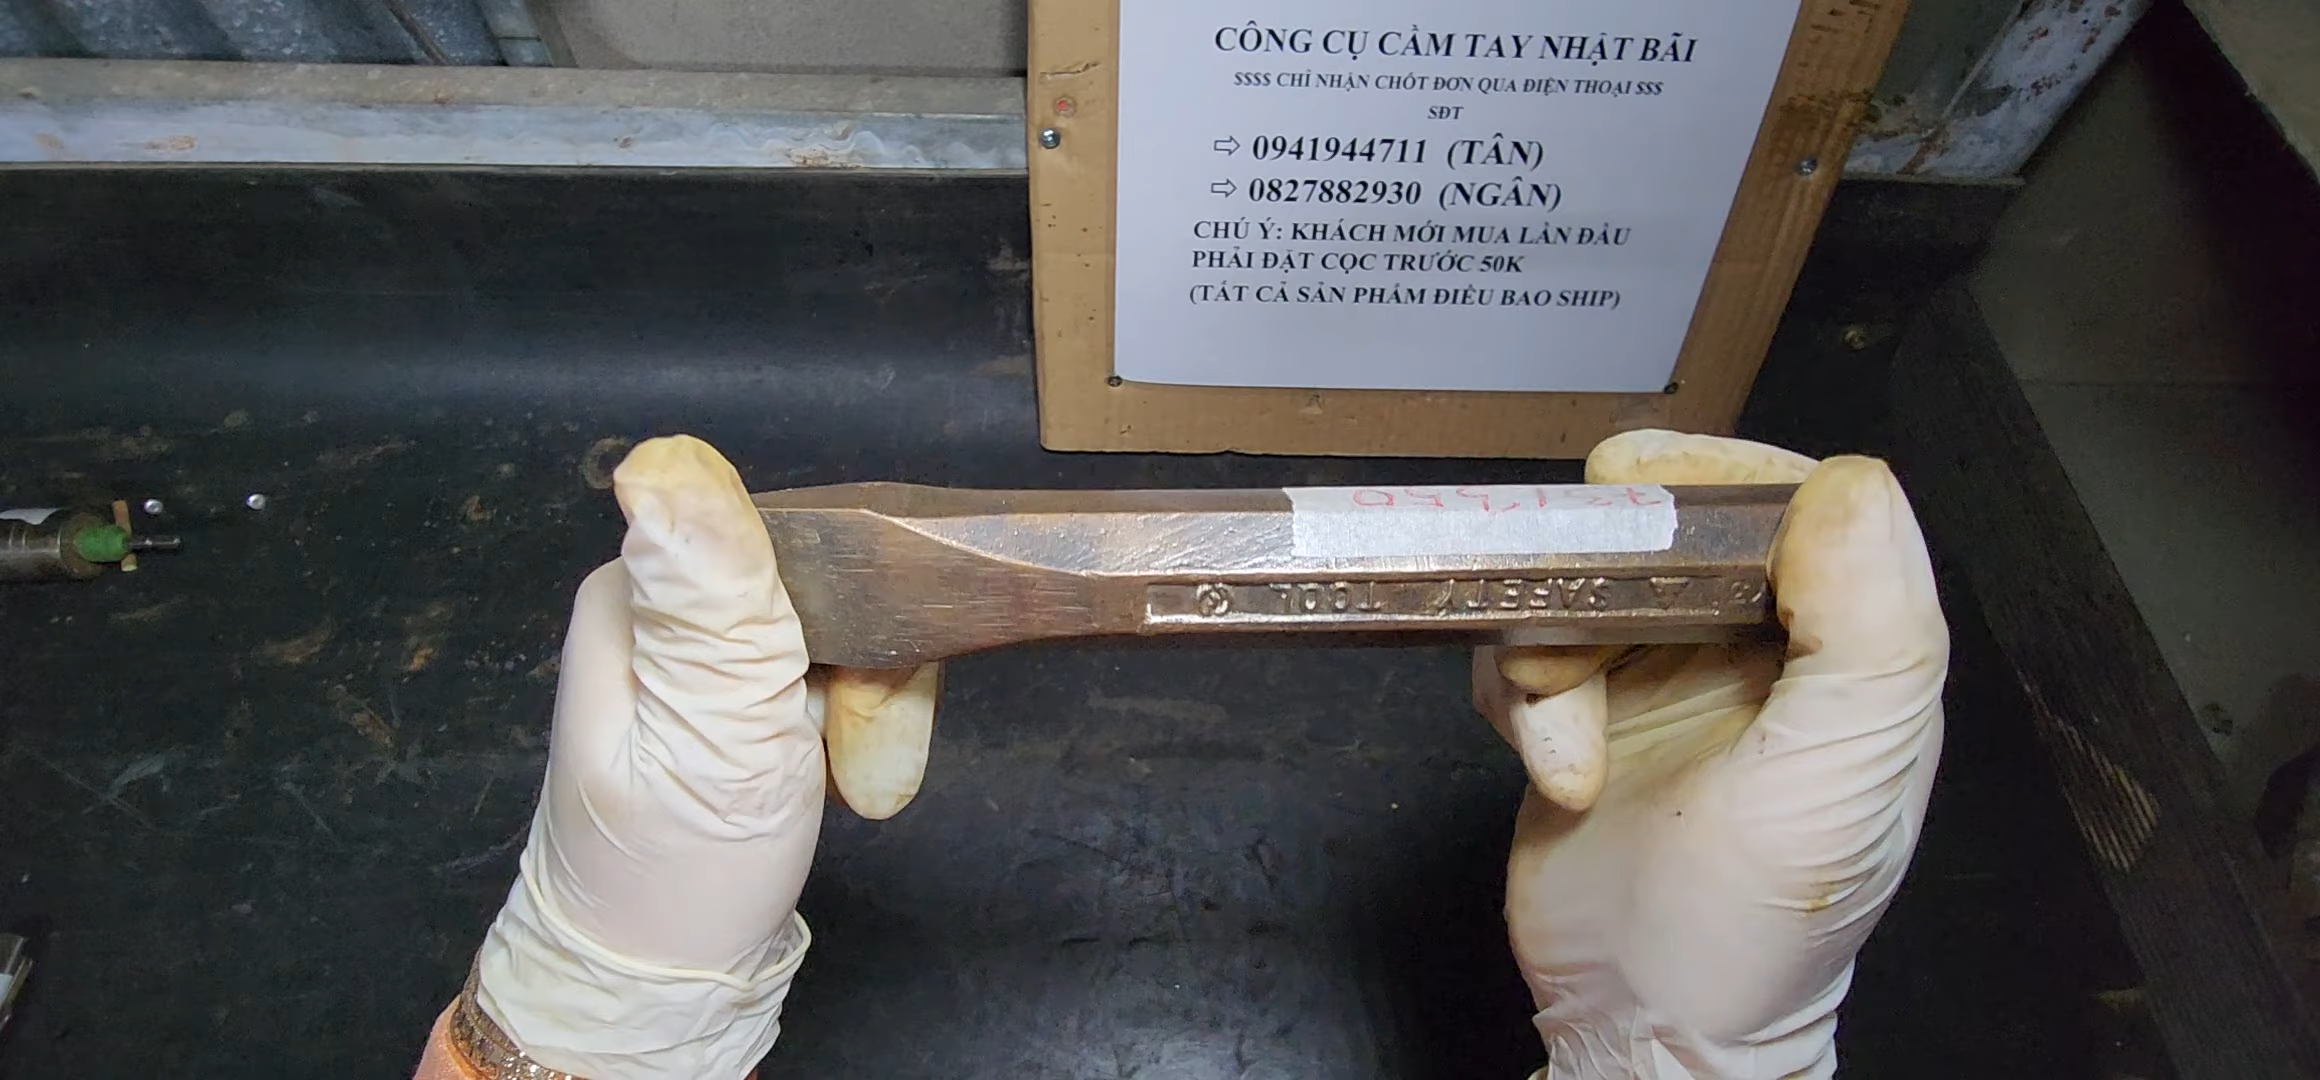 CÔNG CỤ CẦM TAY NHẬT BÃI
$$$$ CHỈ NHẬN CHỐT ĐƠN QUA ĐIỆN THOẠI $$$
SĐT
⇨ 0941944711 (TÂN)
⇨ 0827882930 (NGÂN)
CHÚ Ý: KHÁCH MỚI MUA LẦN ĐẦU
PHẢI ĐẶT CỌC TRƯỚC 50K
(TẤT CẢ SẢN PHẨM ĐIỀU BAO SHIP)
SAFETY TOOL